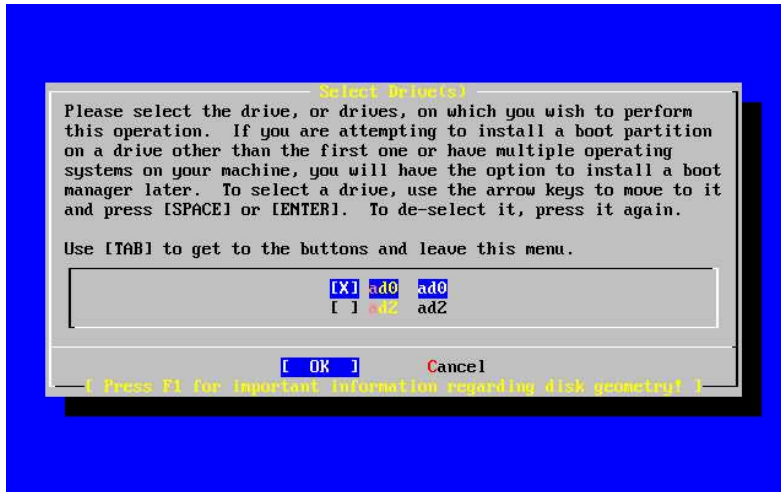 Select Drive(s)
Please select the drive, or drives, on which you wish to perform
this operation.  If you are attempting to install a boot partition
on a drive other than the first one or have multiple operating
systems on your machine, you will have the option to install a boot
manager later.  To select a drive, use the arrow keys to move to it
and press [SPACE] or [ENTER].  To de-select it, press it again.
Use [TAB] to get to the buttons and leave this menu.
[X] ad0 ad0
[ ] ad2 ad2
[ OK ] Cancel
[ Press F1 for important information regarding disk geometry! ]